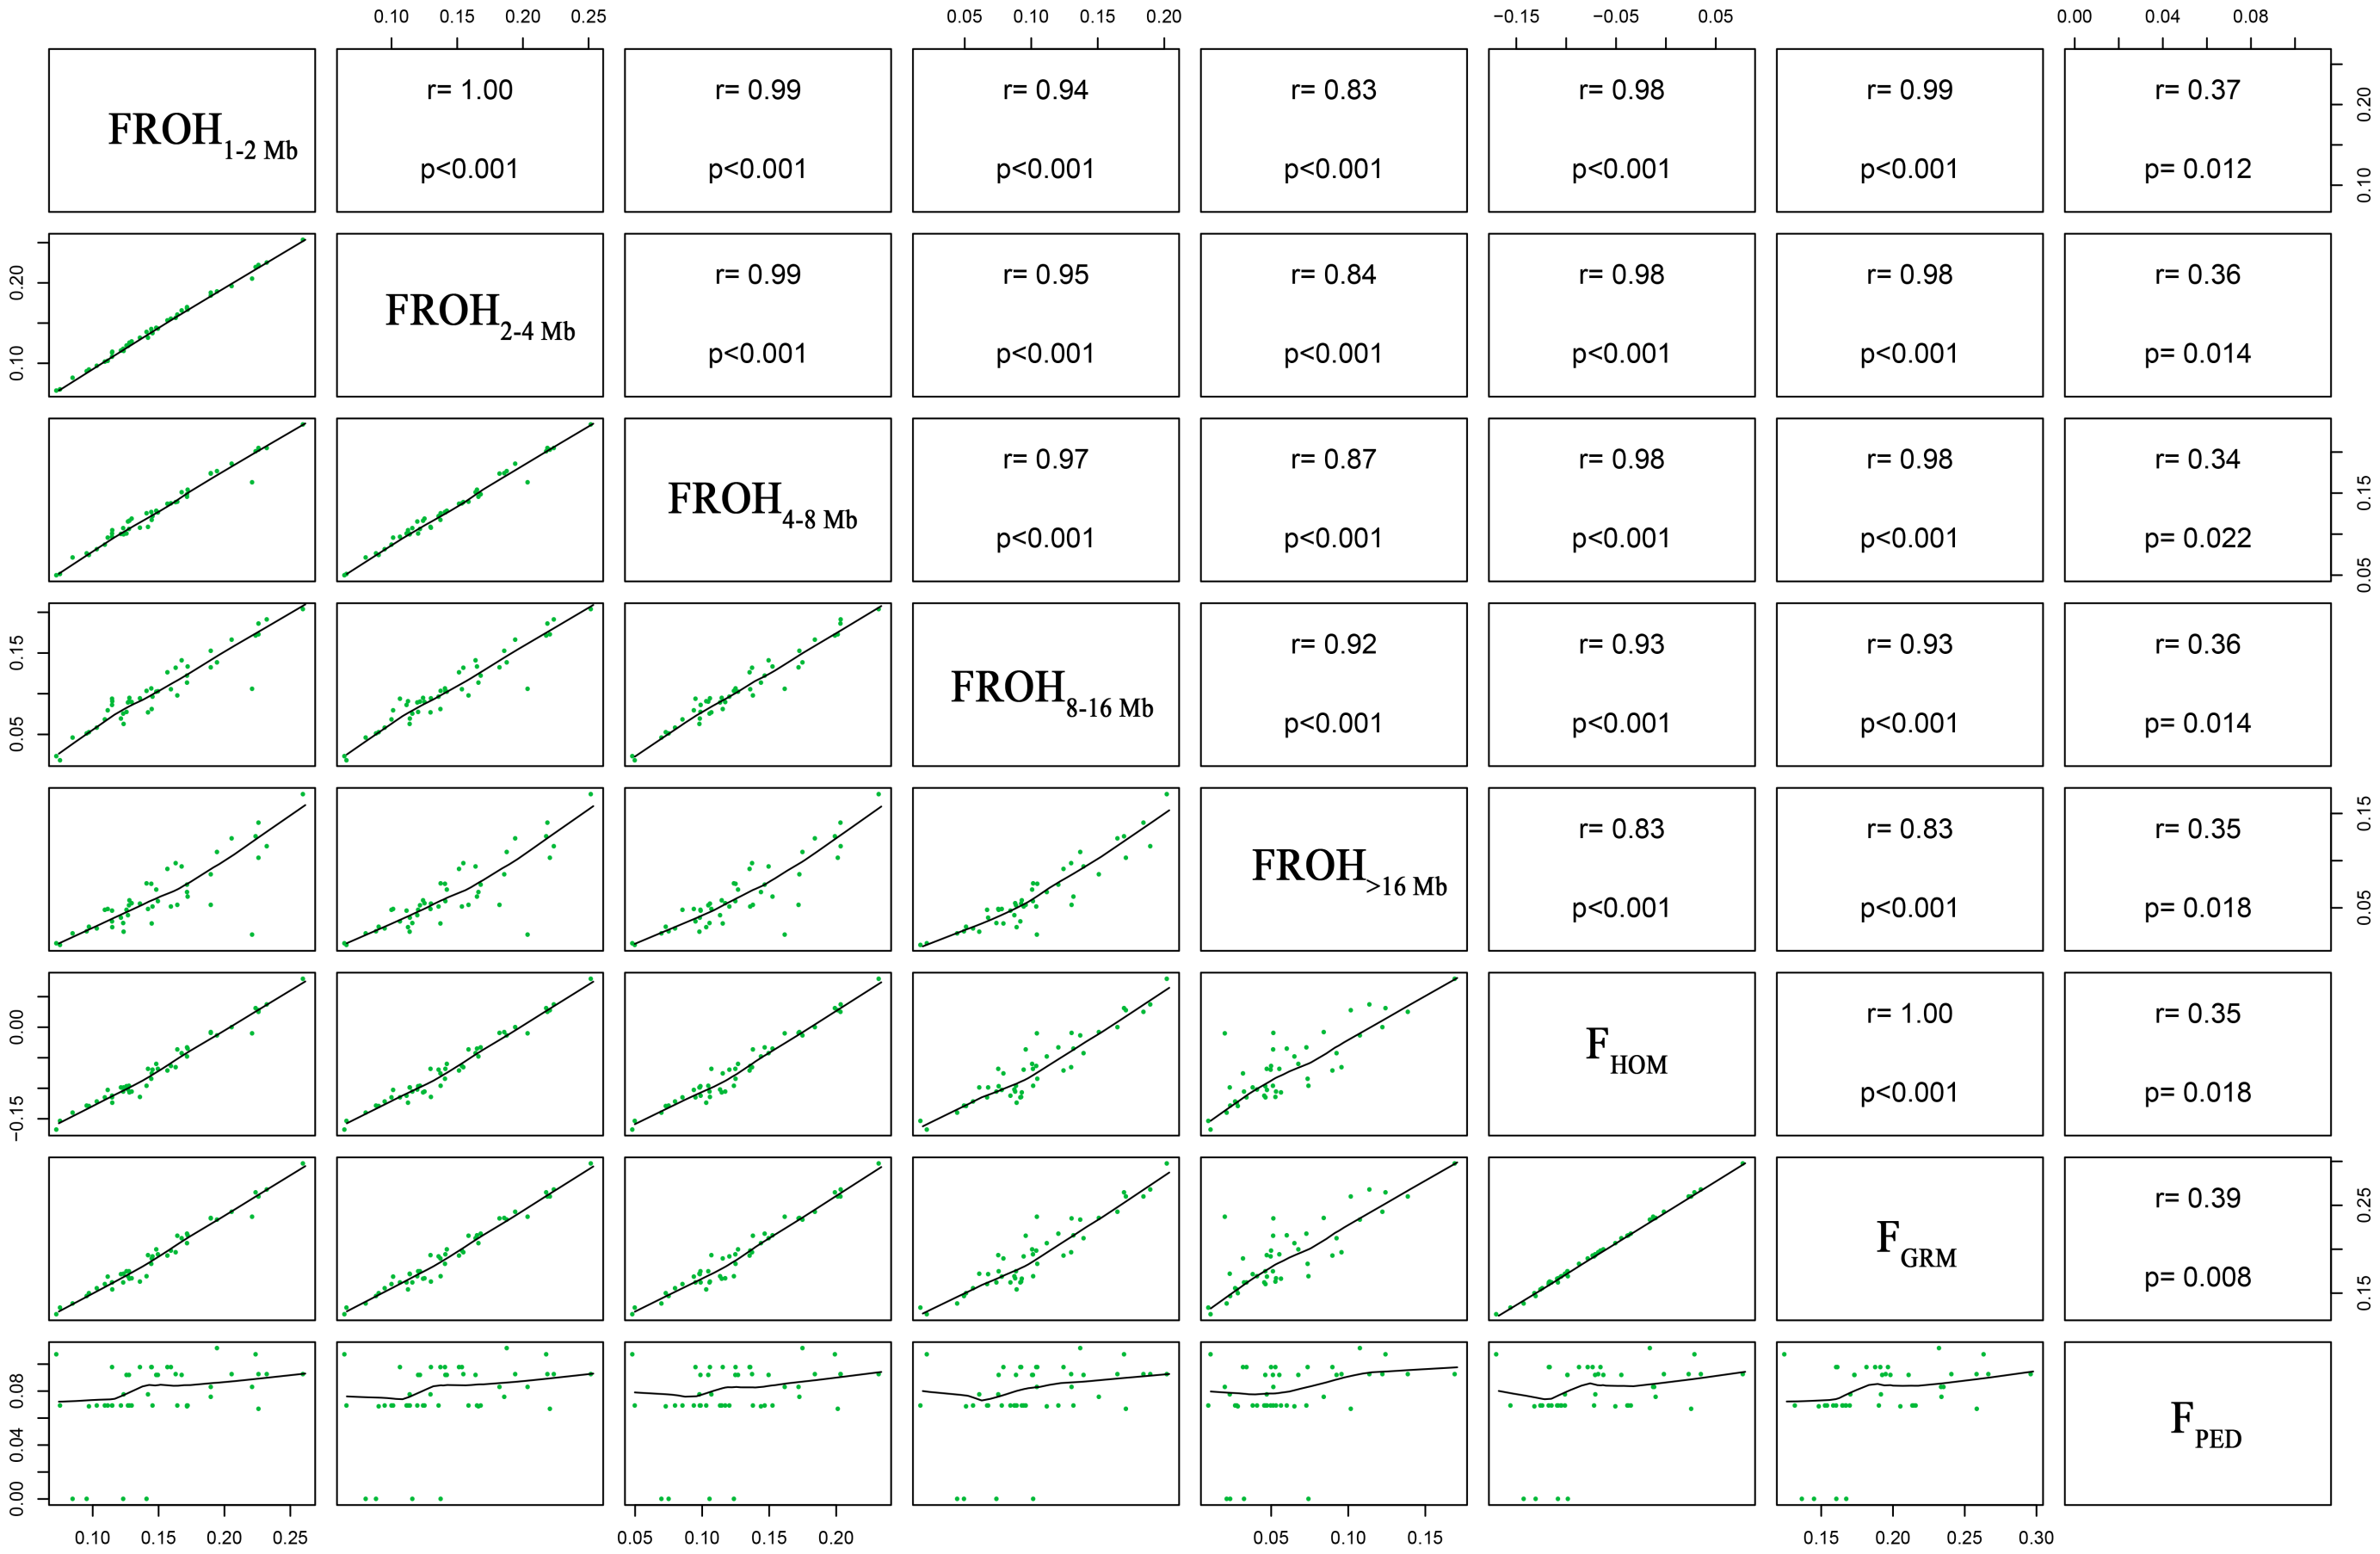 0.10 0.15 0.20 0.25 0.05 0.10 0.15 0.20 −0.15 −0.05 0.05 0.00 0.04 0.08
FROH1-2 Mb
r= 1.00 r= 0.99 r= 0.94 r= 0.83 r= 0.98 r= 0.99 r= 0.37
p<0.001 p<0.001 p<0.001 p<0.001 p<0.001 p<0.001 p= 0.012
0.10 0.20
0.10 0.20
FROH2-4 Mb
r= 0.99 r= 0.95 r= 0.84 r= 0.98 r= 0.98 r= 0.36
p<0.001 p<0.001 p<0.001 p<0.001 p<0.001 p= 0.014
FROH4-8 Mb
r= 0.97 r= 0.87 r= 0.98 r= 0.98 r= 0.34
p<0.001 p<0.001 p<0.001 p<0.001 p= 0.022
0.05 0.15
0.05 0.15
FROH8-16 Mb
r= 0.92 r= 0.93 r= 0.93 r= 0.36
p<0.001 p<0.001 p<0.001 p= 0.014
FROH>16 Mb
r= 0.83 r= 0.83 r= 0.35
p<0.001 p<0.001 p= 0.018
0.05 0.15
−0.15 0.00
FHOM
r= 1.00 r= 0.35
p<0.001 p= 0.018
FGRM
r= 0.39
p= 0.008
0.15 0.25
0.00 0.04 0.08
FPED
0.10 0.15 0.20 0.25 0.05 0.10 0.15 0.20 0.05 0.10 0.15 0.15 0.20 0.25 0.30